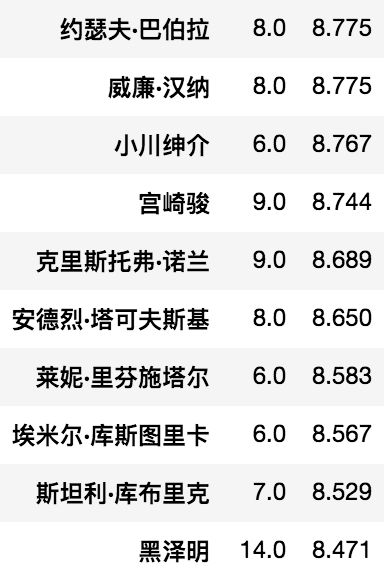 约瑟夫·巴伯拉 8.0 8.775
威廉·汉纳 8.0 8.775
小川绅介 6.0 8.767
宫崎骏 9.0 8.744
克里斯托弗·诺兰 9.0 8.689
安德烈·塔可夫斯基 8.0 8.650
莱妮·里芬施塔尔 6.0 8.583
埃米尔·库斯图里卡 6.0 8.567
斯坦利·库布里克 7.0 8.529
黑泽明 14.0 8.471